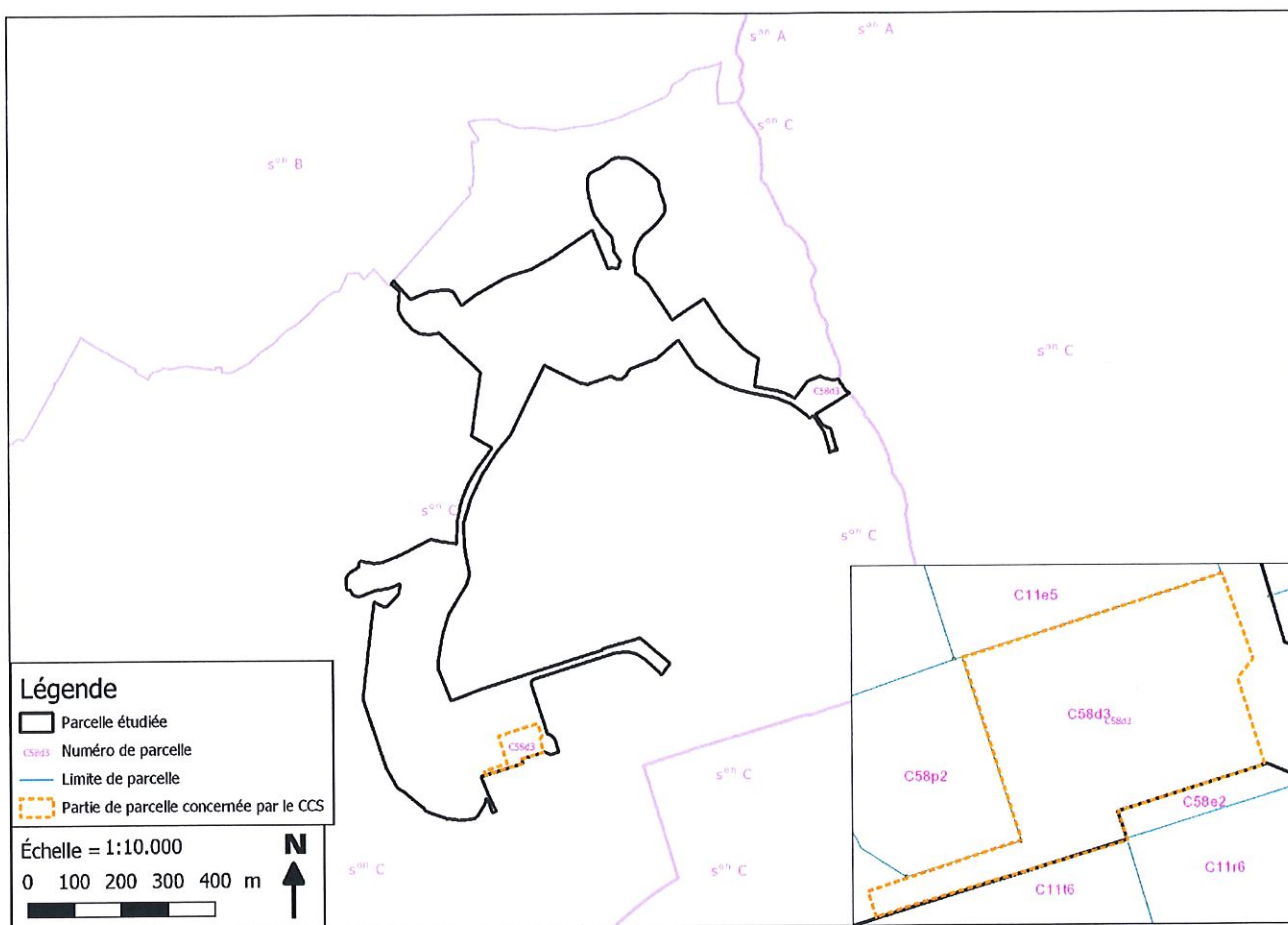 sᵒⁿ A
sᵒⁿ A
sᵒⁿ C
sᵒⁿ B
sᵒⁿ C
C58d3
sᵒⁿ C
sᵒⁿ C
C11e5
C58d3
C58d3
C58p2
C58e2
C11r6
C11t6
C58d3
sᵒⁿ C
sᵒⁿ C
sᵒⁿ C
Légende
Parcelle étudiée
C58d3 Numéro de parcelle
Limite de parcelle
Partie de parcelle concernée par le CCS
Échelle = 1:10.000
N
0 100 200 300 400 m